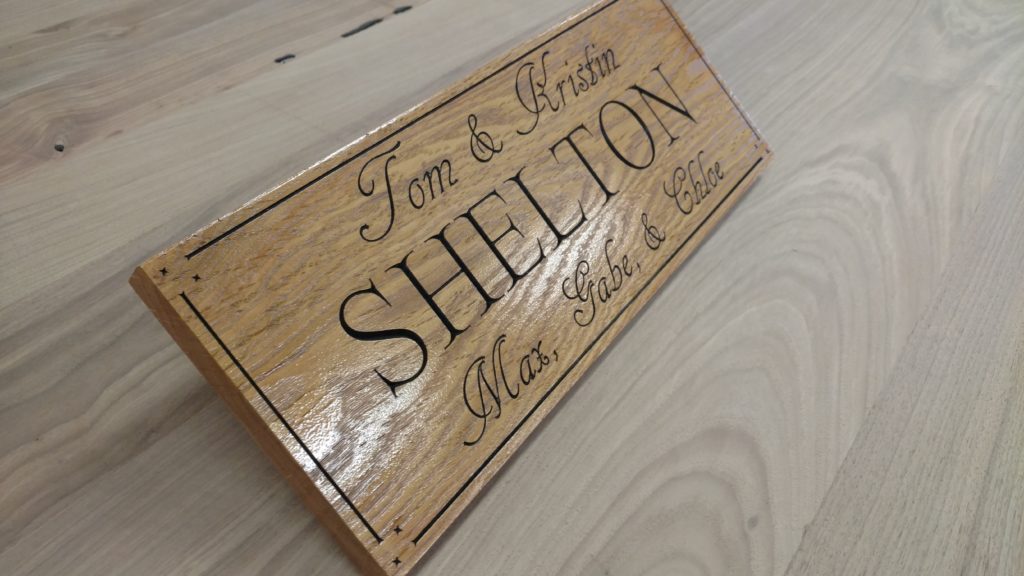 Tom & Kristin
SHELTON
Max, Gabe, & Chloe